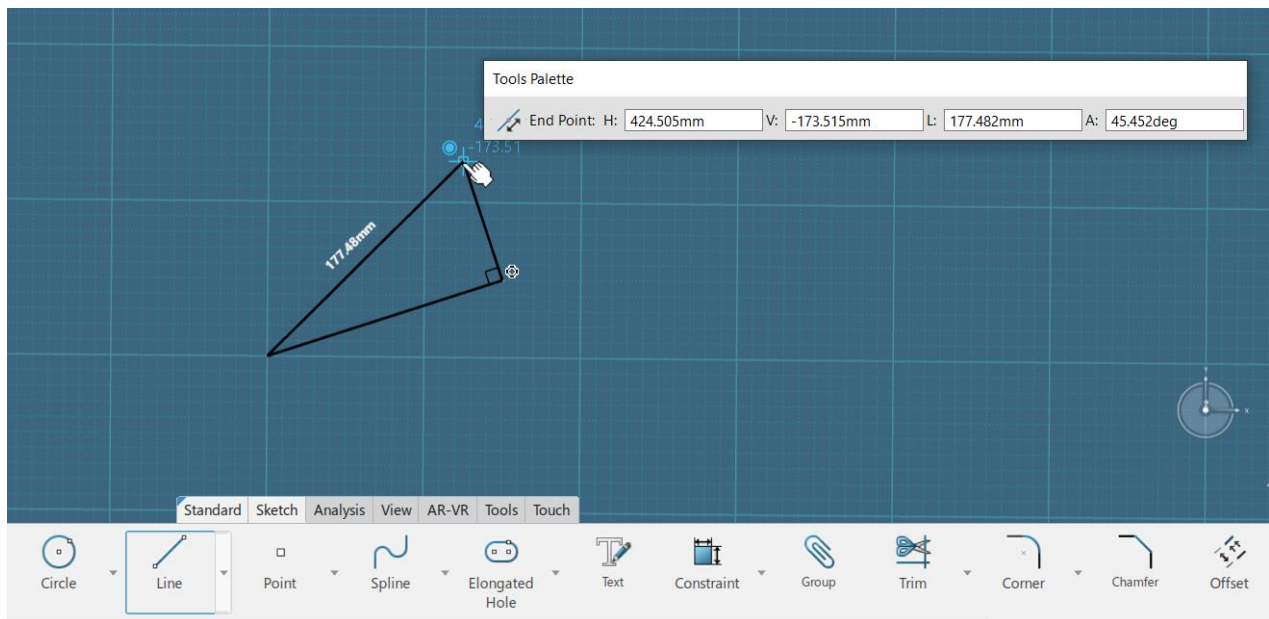 Tools Palette
End Point: H: 424.505mm V: -173.515mm L: 177.482mm A: 45.452deg
-173.51
177.48mm
Y
X
Standard Sketch Analysis View AR-VR Tools Touch
Circle Line Point Spline Elongated Hole Text Constraint Group Trim Corner Chamfer Offset